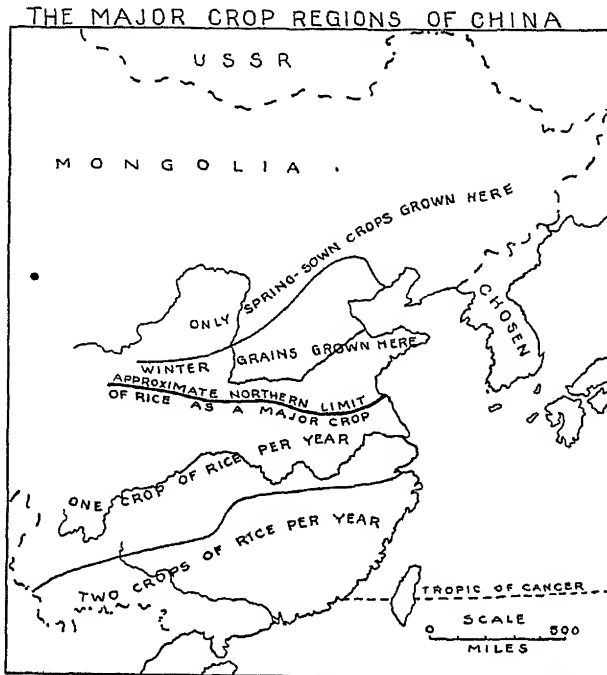 THE MAJOR CROP REGIONS OF CHINA
USSR
MONGOLIA
ONLY SPRING-SOWN CROPS GROWN HERE
CHOSEN
WINTER GRAINS GROWN HERE
APPROXIMATE NORTHERN LIMIT
OF RICE AS A MAJOR CROP
ONE CROP OF RICE PER YEAR
TWO CROPS OF RICE PER YEAR
TROPIC OF CANCER
SCALE
0 500
MILES